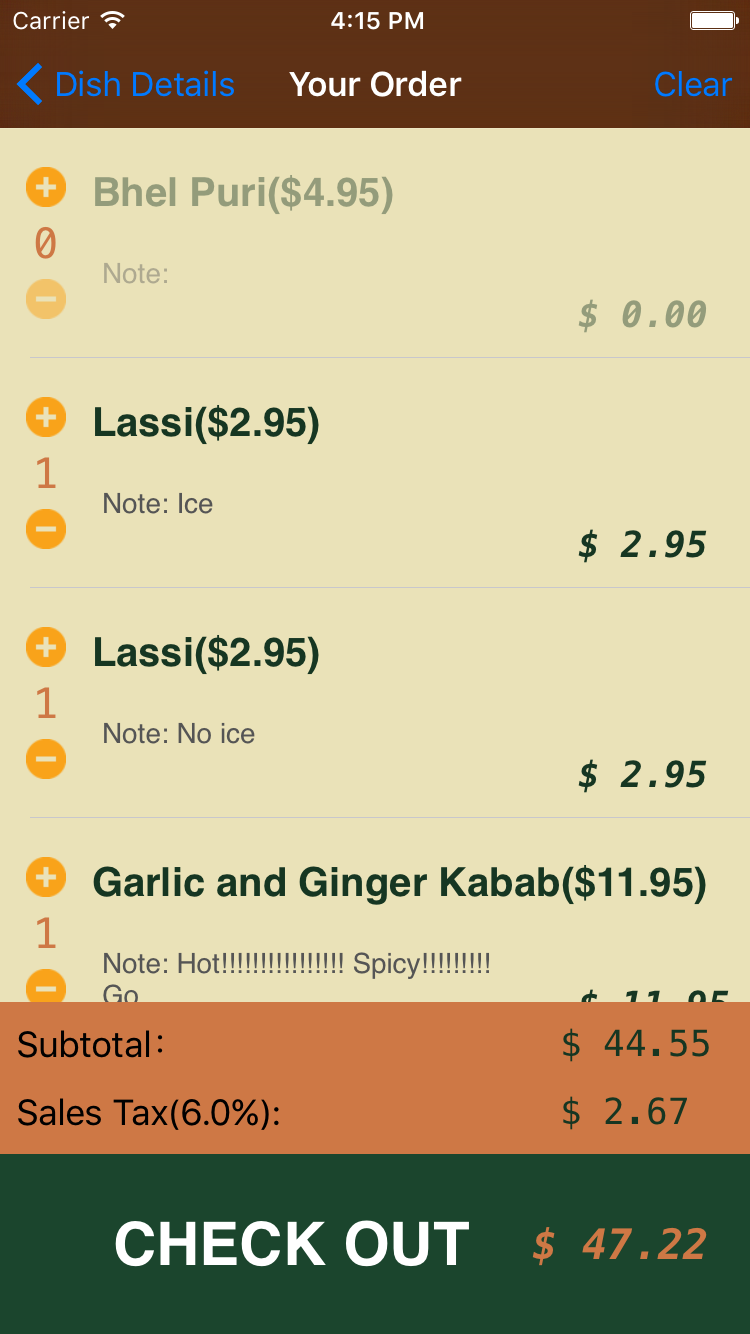 Carrier 4:15 PM
Dish Details Your Order Clear
Bhel Puri($4.95)
0
Note:
$ 0.00
Lassi($2.95)
1
Note: Ice
$ 2.95
Lassi($2.95)
1
Note: No ice
$ 2.95
Garlic and Ginger Kabab($11.95)
1
Note: Hot!!!!!!!!!!!!!!!! Spicy!!!!!!!!!
Go
$ 11.95
Subtotal: $ 44.55
Sales Tax(6.0%): $ 2.67
CHECK OUT $ 47.22